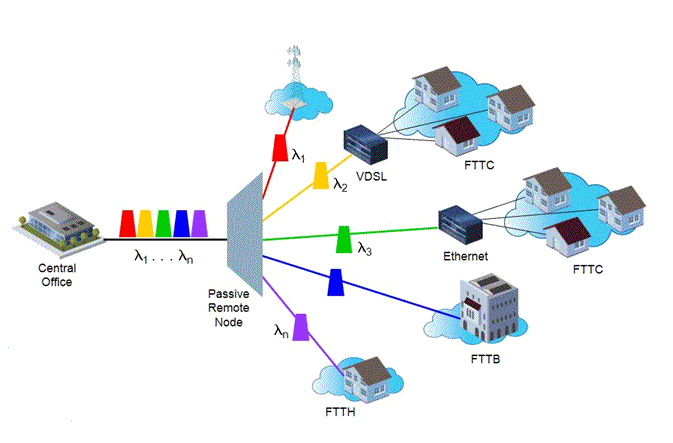 λ1
λ2
VDSL
FTTC
λ3
Ethernet
FTTC
Central
Office
λ1 . . . λn
Passive
Remote
Node
λn
FTTB
FTTH